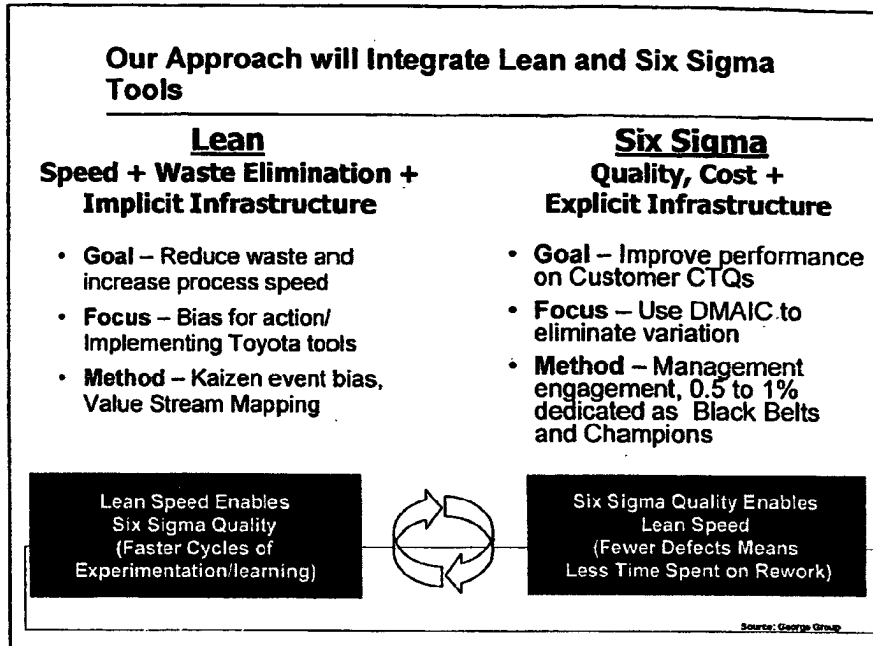 Our Approach will Integrate Lean and Six Sigma
Tools
Lean
Speed + Waste Elimination +
Implicit Infrastructure
• Goal – Reduce waste and
increase process speed
• Focus – Bias for action/
Implementing Toyota tools
• Method – Kaizen event bias,
Value Stream Mapping
Six Sigma
Quality, Cost +
Explicit Infrastructure
• Goal – Improve performance
on Customer CTQs
• Focus – Use DMAIC to
eliminate variation
• Method – Management
engagement, 0.5 to 1%
dedicated as Black Belts
and Champions
Lean Speed Enables
Six Sigma Quality
(Faster Cycles of
Experimentation/learning)
Six Sigma Quality Enables
Lean Speed
(Fewer Defects Means
Less Time Spent on Rework)
Source: George Group